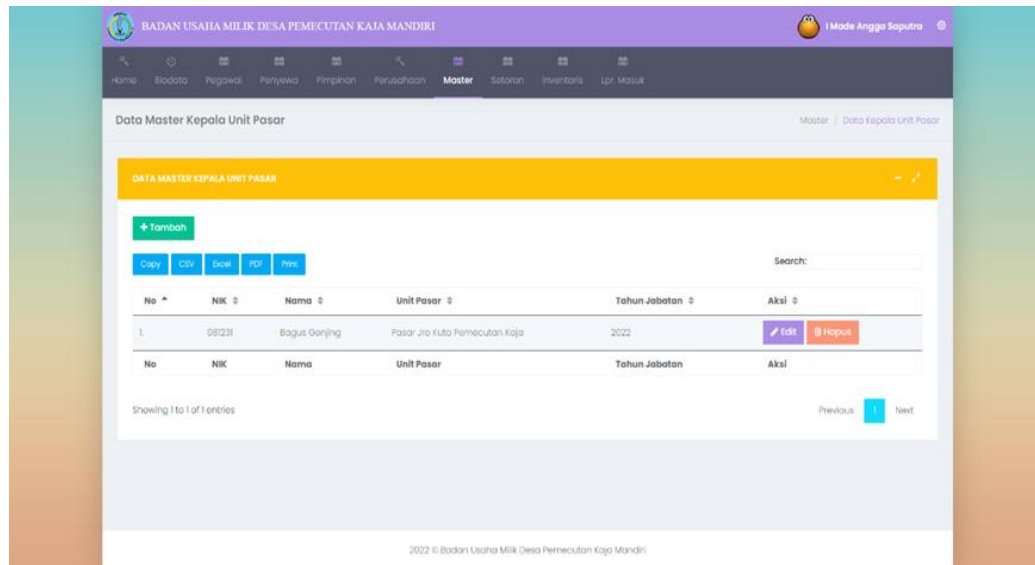 BADAN USAHA MILIK DESA PEMECUTAN KAJA MANDIRI
I Made Angga Saputra
Home Biodata Pegawai Penyewa Pimpinan Perusahaan Master Setoran Inventaris Lpr. Masuk
Data Master Kepala Unit Pasar
Master / Data Kepala Unit Pasar
DATA MASTER KEPALA UNIT PASAR
+ Tambah
Copy CSV Excel PDF Print
Search:
No NIK Nama Unit Pasar Tahun Jabatan Aksi
1. 081231 Bagus Genjing Pasar Jro Kuta Pemecutan Kaja 2022 Edit Hapus
No NIK Nama Unit Pasar Tahun Jabatan Aksi
Showing 1 to 1 of 1 entries
Previous 1 Next
2022 © Badan Usaha Milik Desa Pemecutan Kaja Mandiri